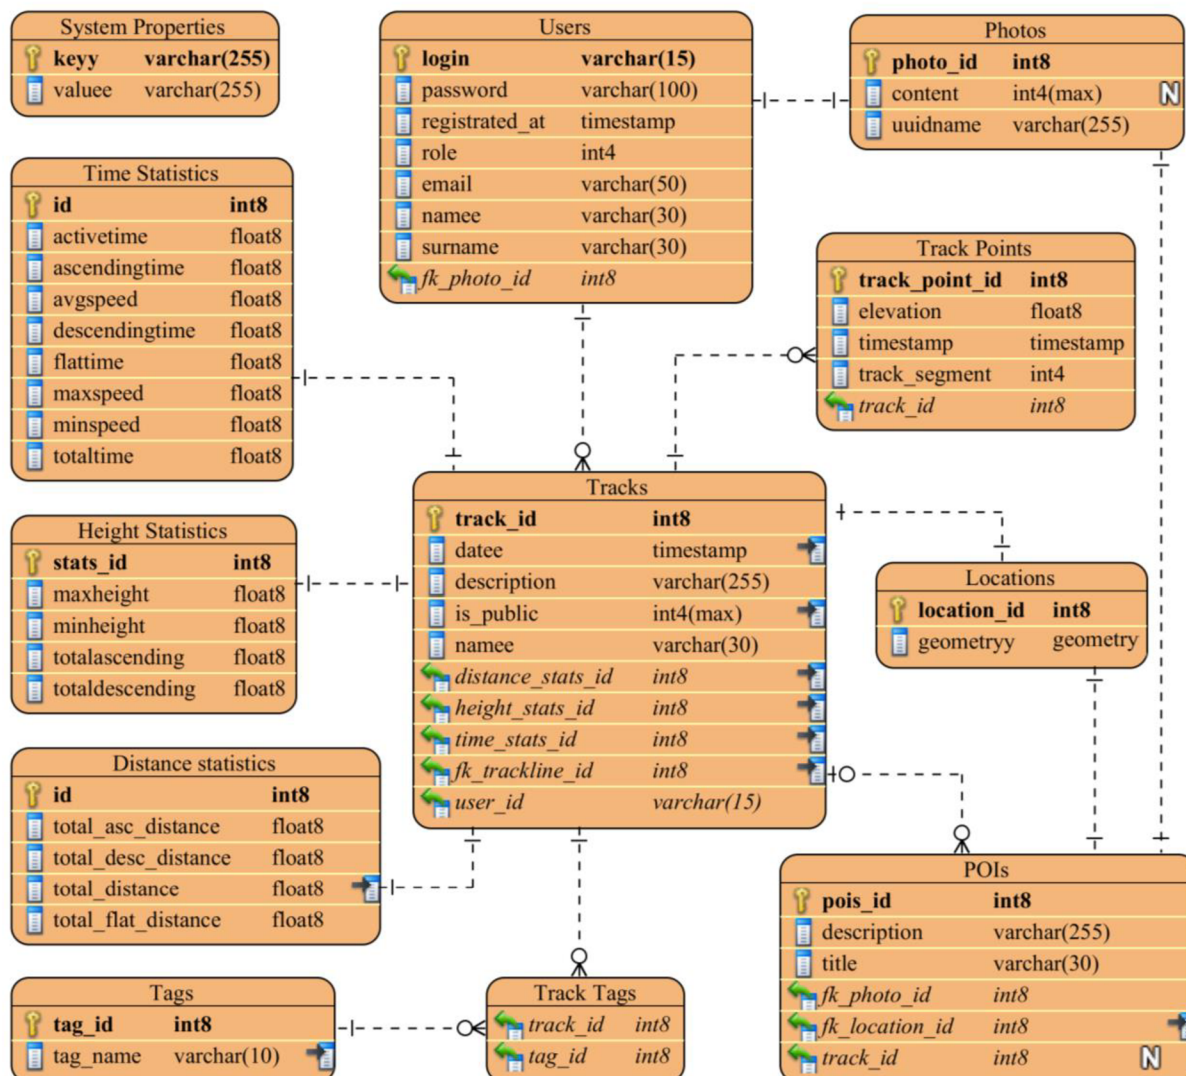 System Properties
keyy varchar(255)
valuee varchar(255)
Users
login varchar(15)
password varchar(100)
registrated_at timestamp
role int4
email varchar(50)
namee varchar(30)
surname varchar(30)
fk_photo_id int8
Photos
photo_id int8
content int4(max) N
uuidname varchar(255)
Time Statistics
id int8
activetime float8
ascendingtime float8
avgspeed float8
descendingtime float8
flattime float8
maxspeed float8
minspeed float8
totaltime float8
Track Points
track_point_id int8
elevation float8
timestamp timestamp
track_segment int4
track_id int8
Height Statistics
stats_id int8
maxheight float8
minheight float8
totalascending float8
totaldescending float8
Tracks
track_id int8
datee timestamp
description varchar(255)
is_public int4(max)
namee varchar(30)
distance_stats_id int8
height_stats_id int8
time_stats_id int8
fk_trackline_id int8
user_id varchar(15)
Locations
location_id int8
geometryy geometry
Distance statistics
id int8
total_asc_distance float8
total_desc_distance float8
total_distance float8
total_flat_distance float8
POIs
pois_id int8
description varchar(255)
title varchar(30)
fk_photo_id int8
fk_location_id int8
track_id int8 N
Tags
tag_id int8
tag_name varchar(10)
Track Tags
track_id int8
tag_id int8